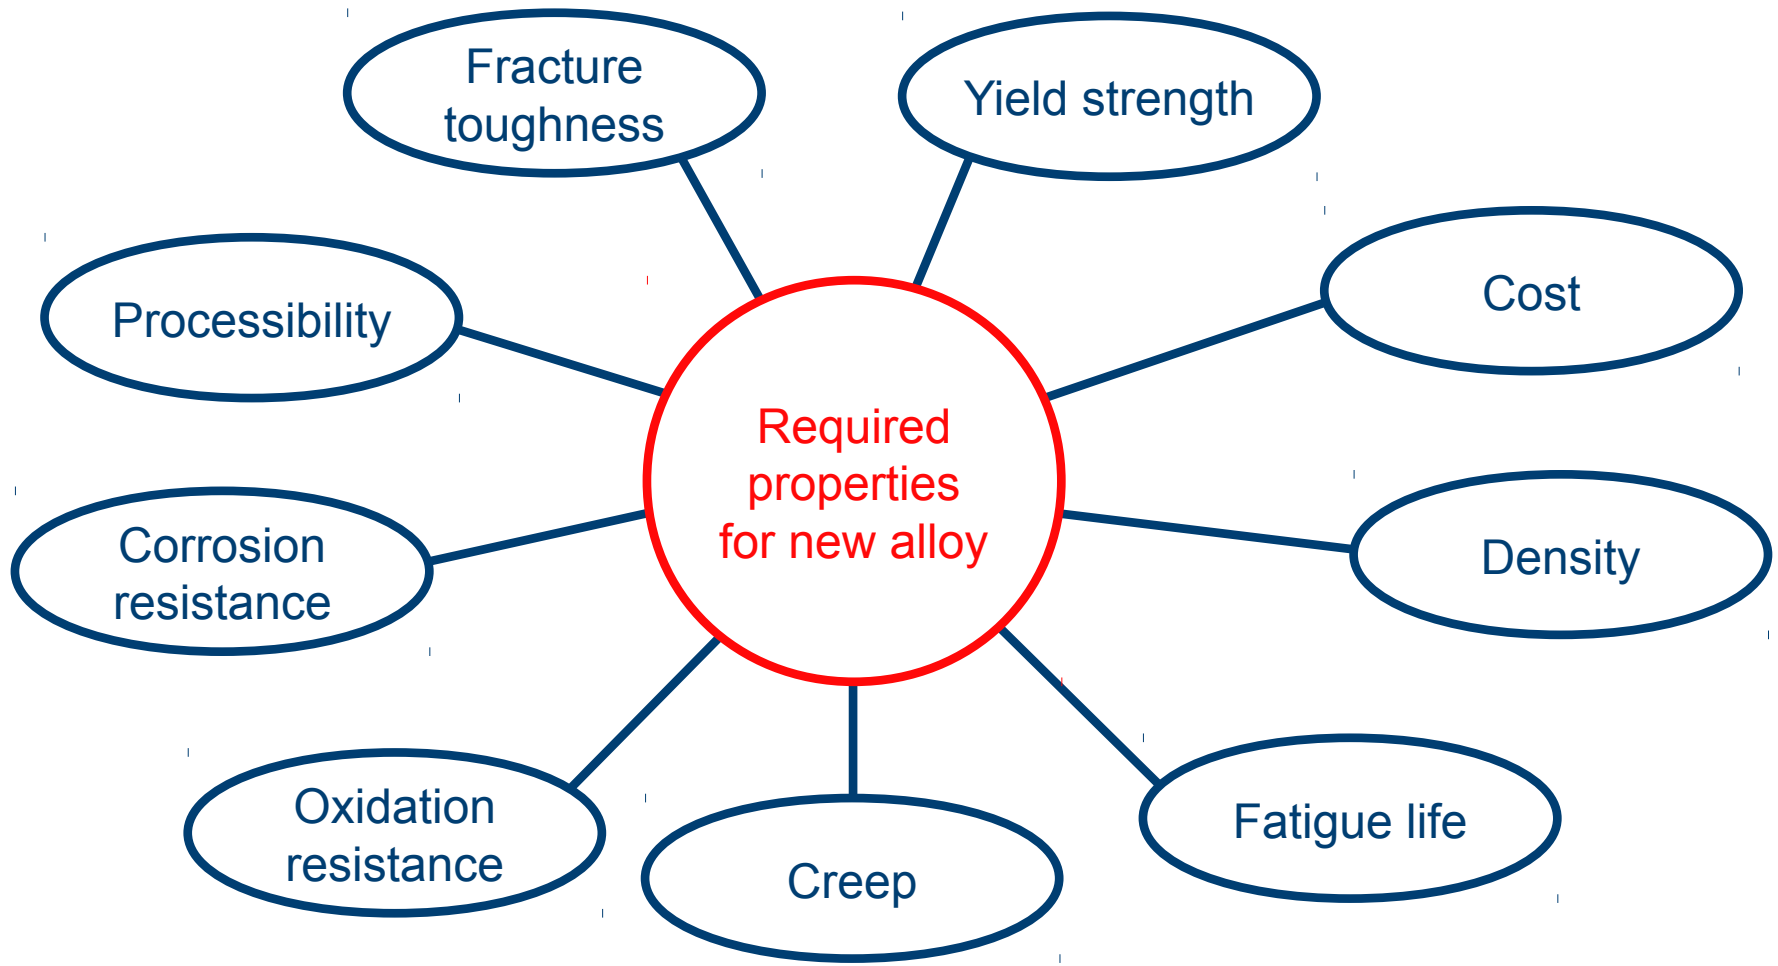 Fracture
toughness
Yield strength
Processibility
Cost
Required
properties
for new alloy
Corrosion
resistance
Density
Oxidation
resistance
Creep
Fatigue life